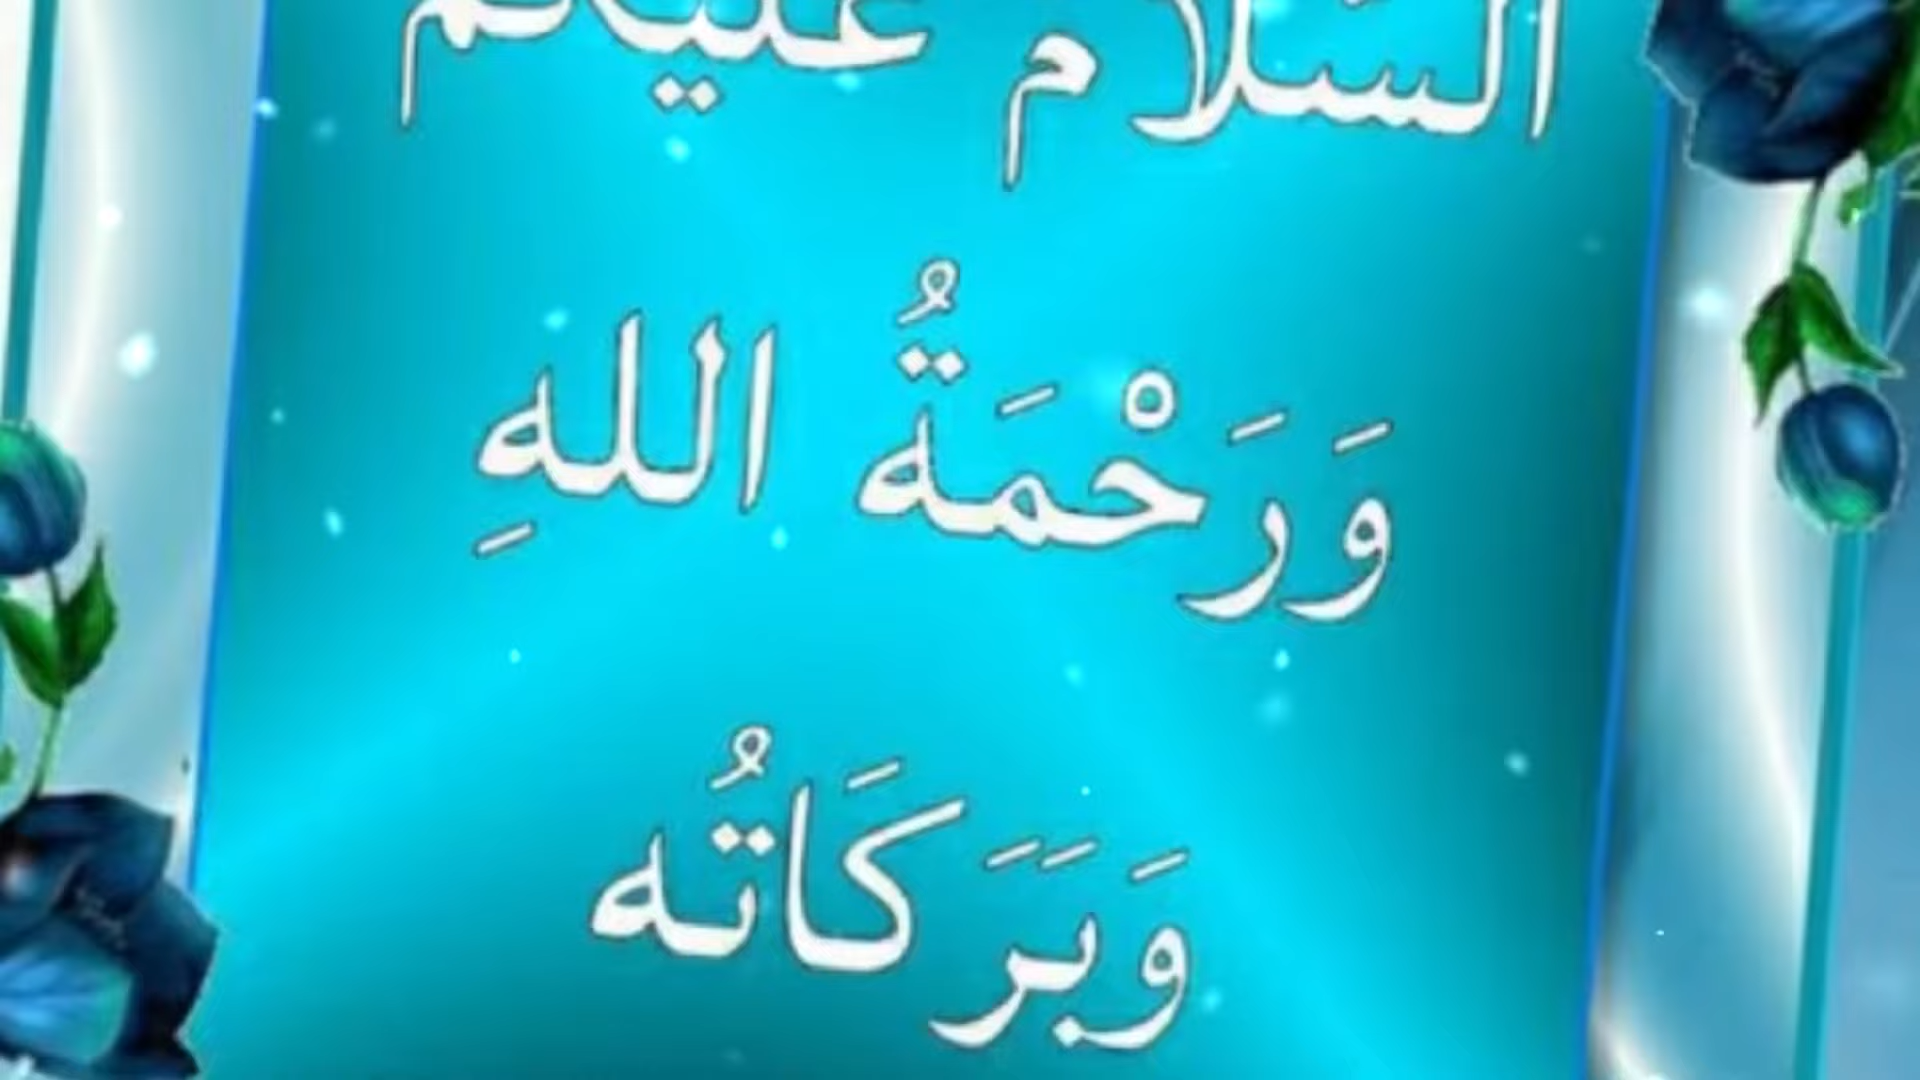 السلام عليكم
وَرَحْمَةُ اللهِ
وَبَرَكَاتُه